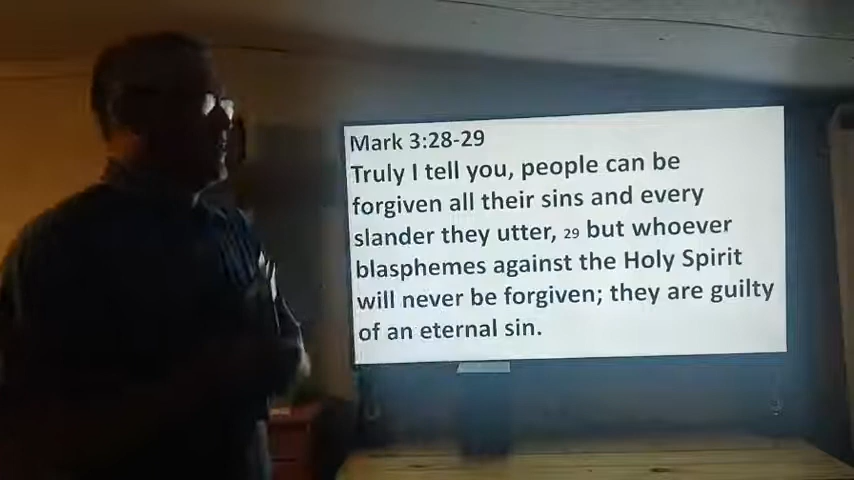 Mark 3:28-29
Truly I tell you, people can be
forgiven all their sins and every
slander they utter, 29 but whoever
blasphemes against the Holy Spirit
will never be forgiven; they are guilty
of an eternal sin.